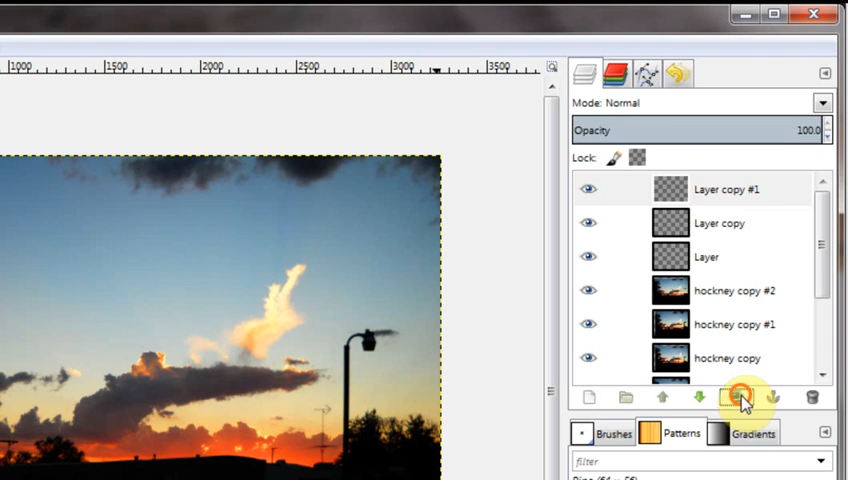 1000 1500 2000 2500 3000 3500
Mode: Normal
Opacity 100.0
Lock:
Layer copy #1
Layer copy
Layer
hockney copy #2
hockney copy #1
hockney copy
Brushes Patterns Gradients
filter